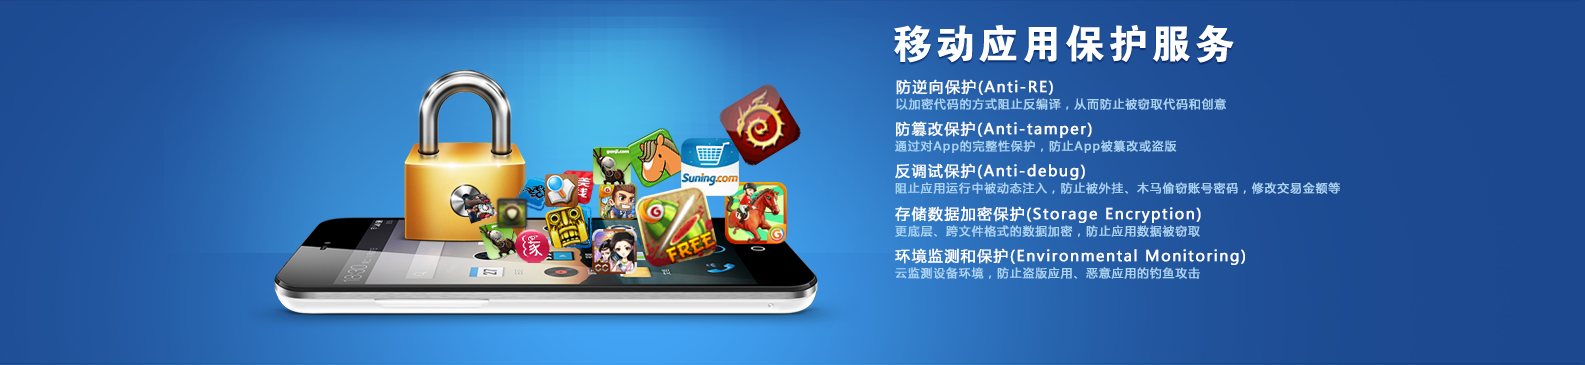 移动应用保护服务
防逆向保护(Anti-RE)
以加密代码的方式阻止反编译，从而防止被窃取代码和创意
防篡改保护(Anti-tamper)
通过对App的完整性保护，防止App被篡改或盗版
反调试保护(Anti-debug)
阻止应用运行中被动态注入，防止被外挂、木马偷窃账号密码，修改交易金额等
存储数据加密保护(Storage Encryption)
更底层、跨文件格式的数据加密，防止应用数据被窃取
环境监测和保护(Environmental Monitoring)
云监测设备环境，防止盗版应用、恶意应用的钓鱼攻击
ganji.com
Suning.com
FREE
27
18:30